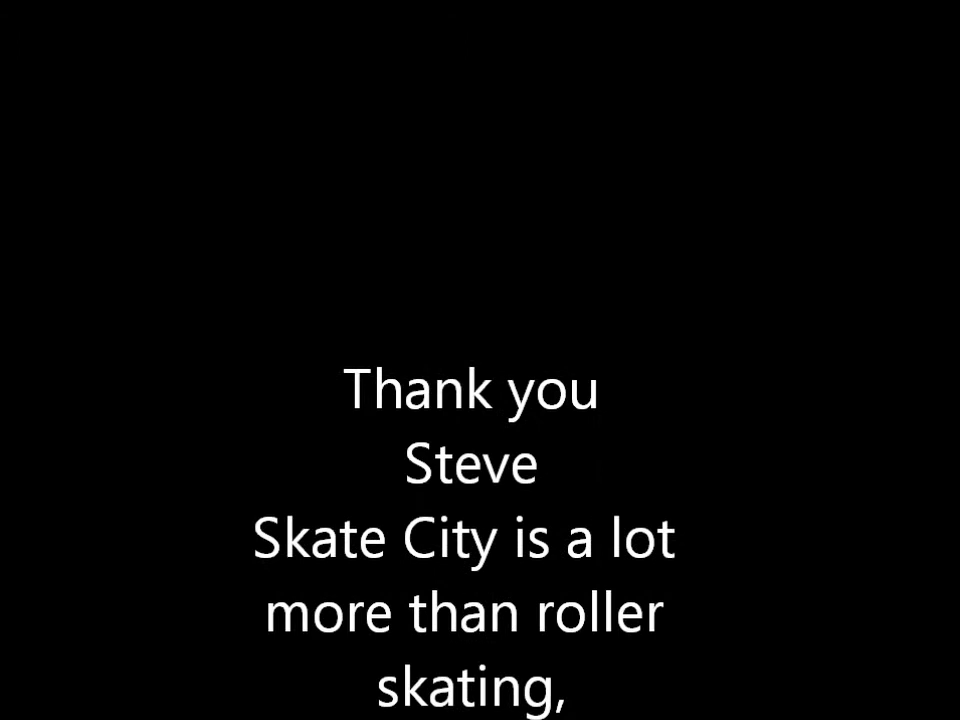 Thank you
Steve
Skate City is a lot
more than roller
skating,